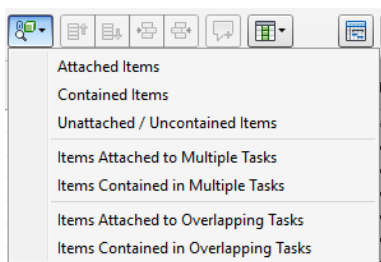 Attached Items
Contained Items
Unattached / Uncontained Items
Items Attached to Multiple Tasks
Items Contained in Multiple Tasks
Items Attached to Overlapping Tasks
Items Contained in Overlapping Tasks